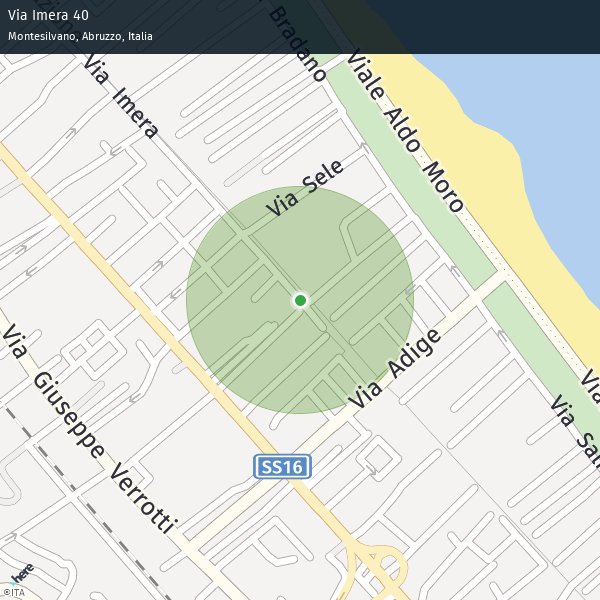 Via Imera 40
Montesilvano, Abruzzo, Italia
Bradano
Via Imera
Viale Aldo Moro
Via Sele
Via Adige
Via Giuseppe Verrotti
SS16
Via
Via San
here
©ITA